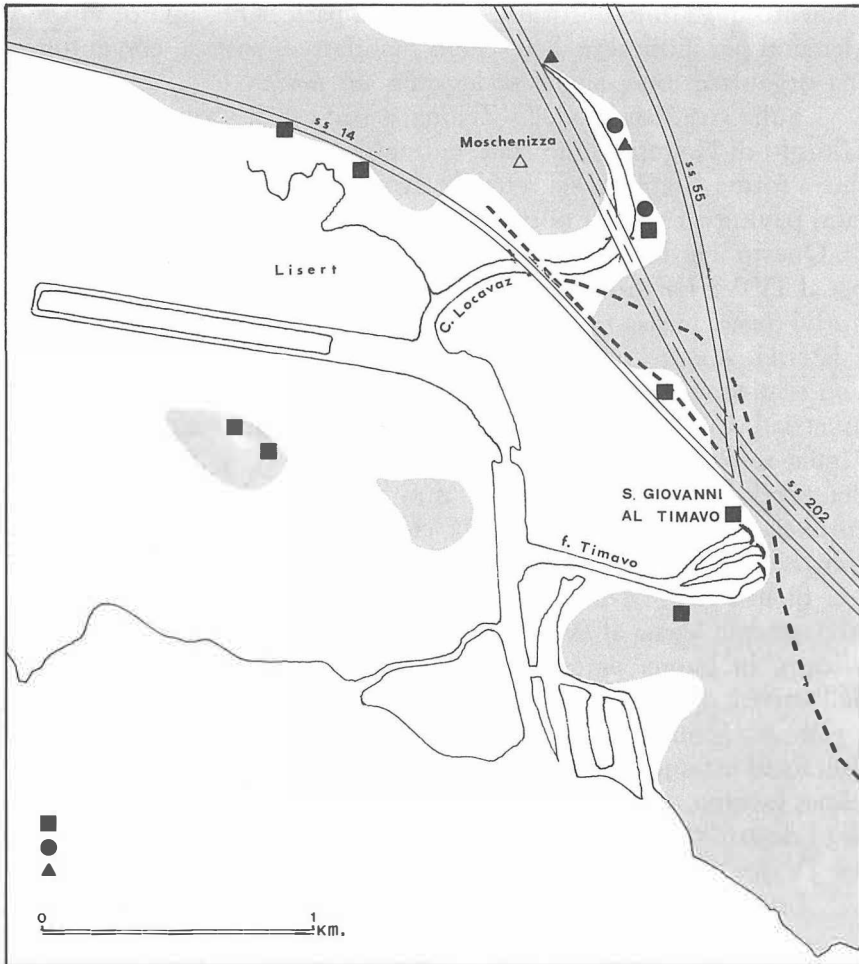 ss 14
Moschenizza
ss 55
Lisert
C. Locavaz
S. GIOVANNI
AL TIMAVO
ss 202
f. Timavo
0 1
KM.